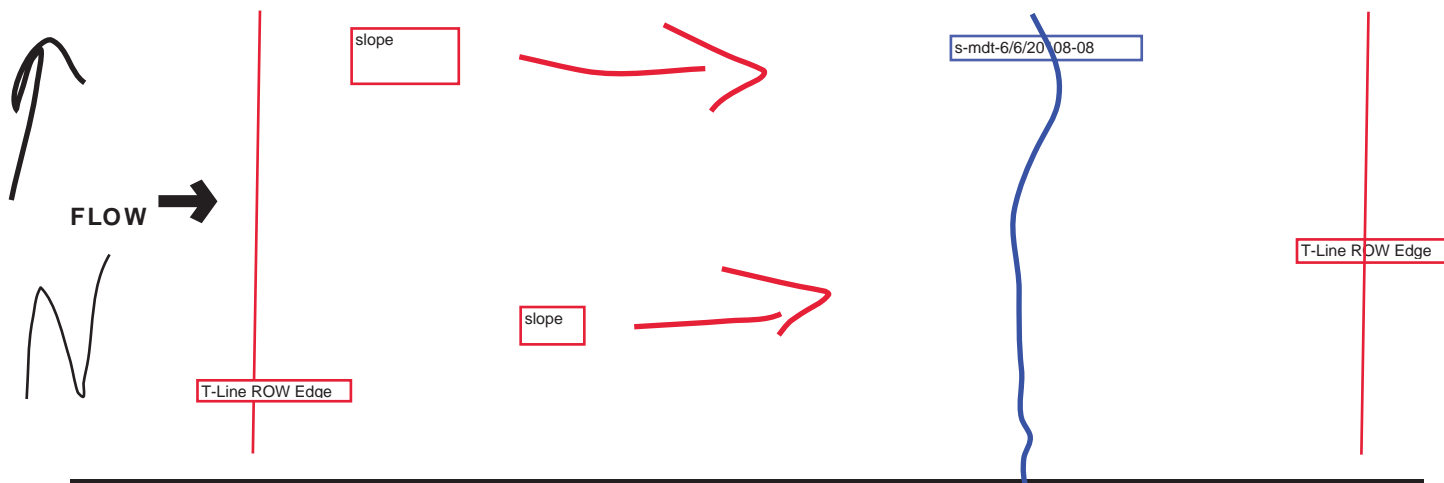 slope
s-mdt-6/6/20 08-08
FLOW
T-Line ROW Edge
N
slope
T-Line ROW Edge